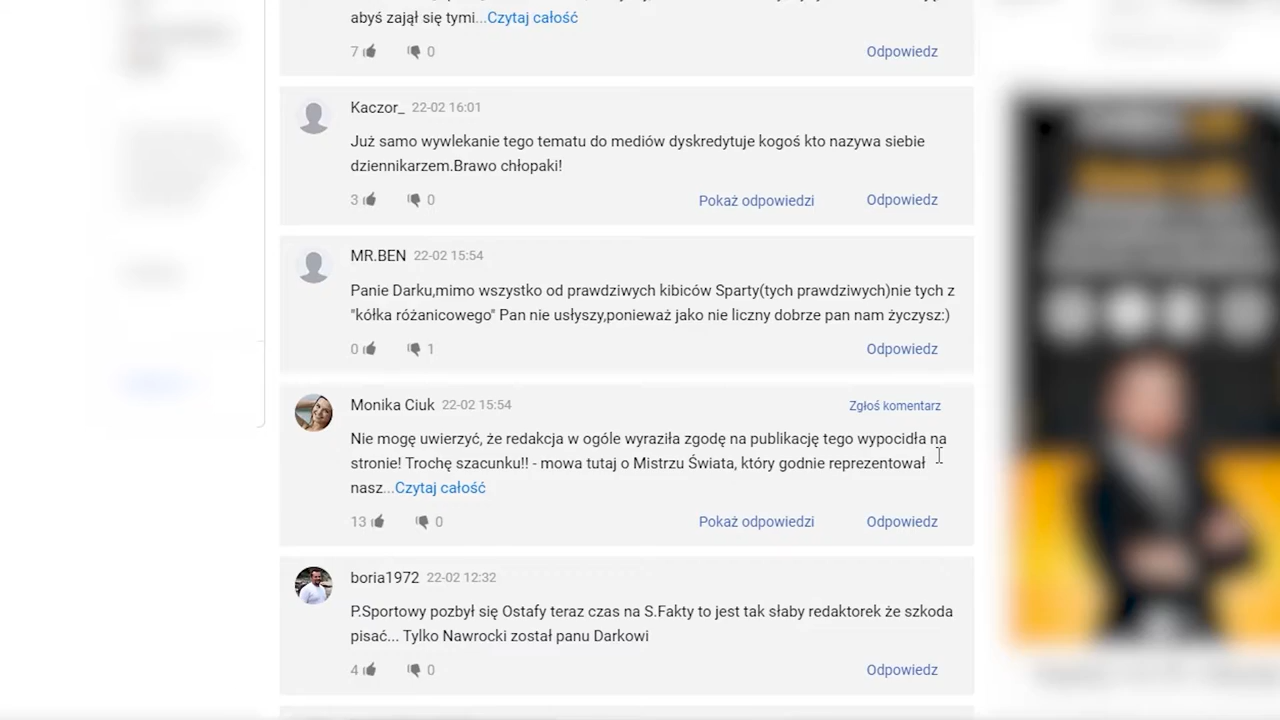 abyś zajął się tymi...Czytaj całość
7 0 Odpowiedz
Kaczor_ 22-02 16:01
Już samo wywlekanie tego tematu do mediów dyskredytuje kogoś kto nazywa siebie
dziennikarzem.Brawo chłopaki!
3 0 Pokaż odpowiedzi Odpowiedz
MR.BEN 22-02 15:54
Panie Darku,mimo wszystko od prawdziwych kibiców Sparty(tych prawdziwych)nie tych z
"kółka różanicowego" Pan nie usłyszy,ponieważ jako nie liczny dobrze pan nam życzysz:)
0 1 Odpowiedz
Monika Ciuk 22-02 15:54 Zgłoś komentarz
Nie mogę uwierzyć, że redakcja w ogóle wyraziła zgodę na publikację tego wypocidła na
stronie! Trochę szacunku!! - mowa tutaj o Mistrzu Świata, który godnie reprezentował
nasz...Czytaj całość
13 0 Pokaż odpowiedzi Odpowiedz
boria1972 22-02 12:32
P.Sportowy pozbył się Ostafy teraz czas na S.Fakty to jest tak słaby redaktorek że szkoda
pisać... Tylko Nawrocki został panu Darkowi
4 0 Odpowiedz